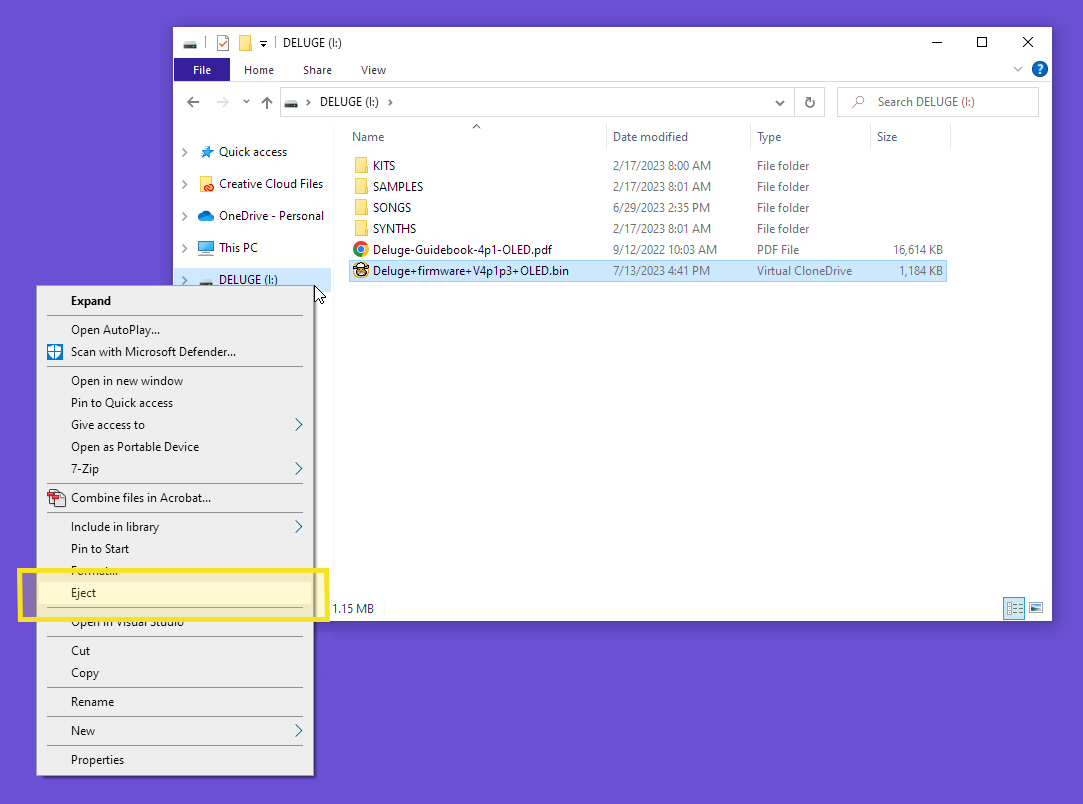 DELUGE (I:)
File Home Share View
DELUGE (I:)
Search DELUGE (I:)
Name Date modified Type Size
Quick access
Creative Cloud Files
OneDrive - Personal
This PC
DELUGE (I:)
KITS 2/17/2023 8:00 AM File folder
SAMPLES 2/17/2023 8:01 AM File folder
SONGS 6/29/2023 2:35 PM File folder
SYNTHS 2/17/2023 8:01 AM File folder
Deluge-Guidebook-4p1-OLED.pdf 9/12/2022 10:03 AM PDF File 16,614 KB
Deluge+firmware+V4p1p3+OLED.bin 7/13/2023 4:41 PM Virtual CloneDrive 1,184 KB
Expand
Open AutoPlay...
Scan with Microsoft Defender...
Open in new window
Pin to Quick access
Give access to
Open as Portable Device
7-Zip
Combine files in Acrobat...
Include in library
Pin to Start
Format...
Eject
Open in Visual Studio
Cut
Copy
Rename
New
Properties
1.15 MB